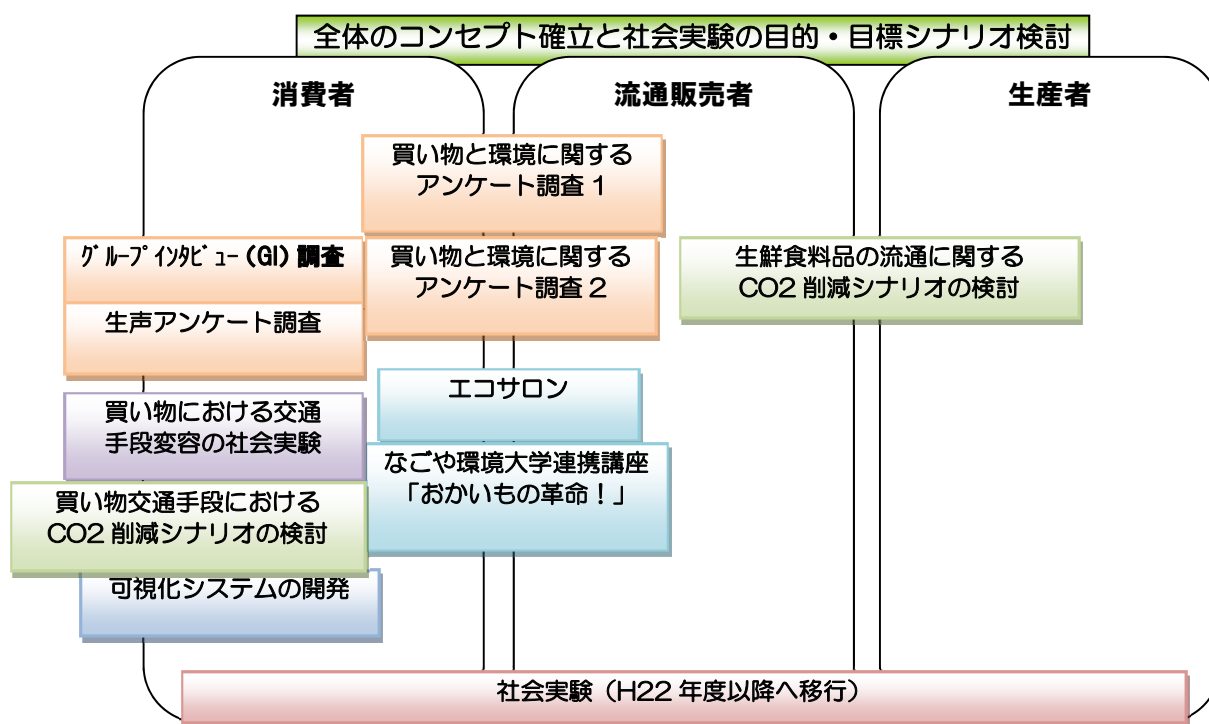 全体のコンセプト確立と社会実験の目的・目標シナリオ検討
消費者
流通販売者
生産者
買い物と環境に関する
アンケート調査 1
グループインタビュー(GI) 調査
生声アンケート調査
買い物と環境に関する
アンケート調査 2
生鮮食料品の流通に関する
CO2 削減シナリオの検討
買い物における交通
手段変容の社会実験
エコサロン
なごや環境大学連携講座
「おかいもの革命!」
買い物交通手段における
CO2 削減シナリオの検討
可視化システムの開発
社会実験(H22 年度以降へ移行)